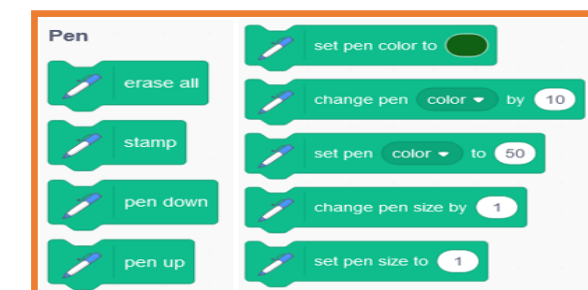 Pen
erase all
stamp
pen down
pen up
set pen color to
change pen color by 10
set pen color to 50
change pen size by 1
set pen size to 1